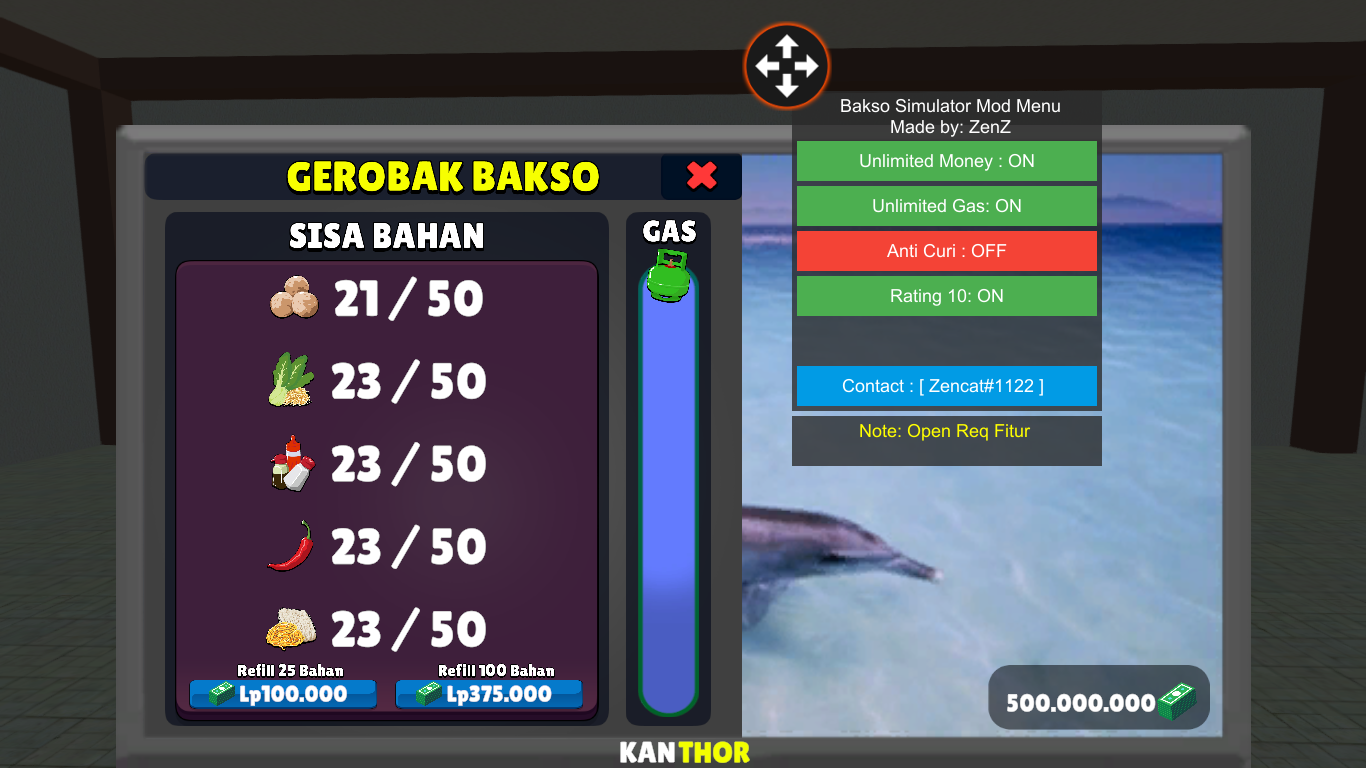 Bakso Simulator Mod Menu
Made by: ZenZ
Unlimited Money : ON
Unlimited Gas: ON
Anti Curi : OFF
Rating 10: ON
Contact : [ Zencat#1122 ]
Note: Open Req Fitur
GEROBAK BAKSO
SISA BAHAN
GAS
21 / 50
23 / 50
23 / 50
23 / 50
23 / 50
Refill 25 Bahan
Lp100.000
Refill 100 Bahan
Lp375.000
500.000.000
KANTHOR